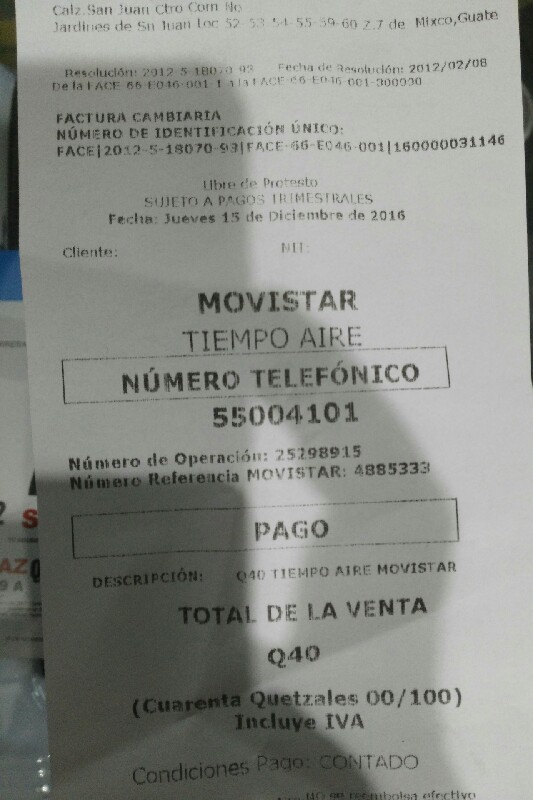 Calz.San Juan Ctro Com No
Jardines de Sn Juan Loc 52-53-54-55-59-60 Z.7 de Mixco,Guate
Resolución: 2012-5-18070-93 Fecha de Resolución: 2012/02/08
De la FACE-66-E046-001-1 a la FACE-66-E046-001-300000
FACTURA CAMBIARIA
NÚMERO DE IDENTIFICACIÓN ÚNICO:
FACE|2012-5-18070-93|FACE-66-E046-001|160000031146
Libre de Protesto
SUJETO A PAGOS TRIMESTRALES
Fecha: Jueves 15 de Diciembre de 2016
Cliente: NIT:
MOVISTAR
TIEMPO AIRE
NÚMERO TELEFÓNICO
55004101
Número de Operación: 25298915
Número Referencia MOVISTAR: 4885333
PAGO
DESCRIPCIÓN: Q40 TIEMPO AIRE MOVISTAR
TOTAL DE LA VENTA
Q40
(Cuarenta Quetzales 00/100)
Incluye IVA
Condiciones Pago: CONTADO
NO se reembolsa efectivo